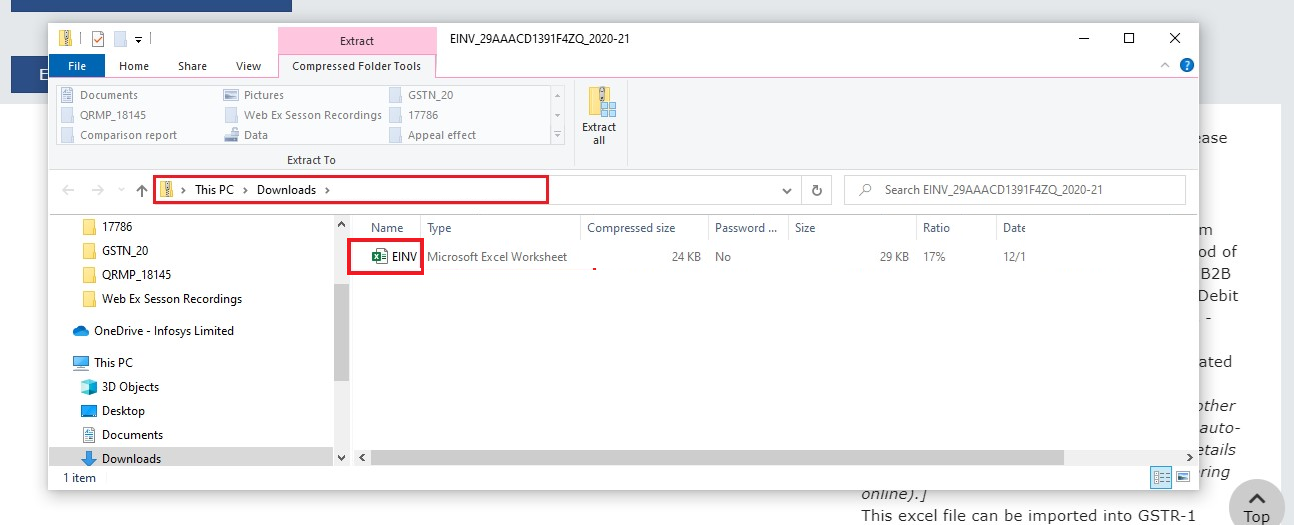 E
Extract
EINV_29AAACD1391F4ZQ_2020-21
File Home Share View Compressed Folder Tools
Documents Pictures GSTN_20
QRMP_18145 Web Ex Sesson Recordings 17786
Comparison report Data Appeal effect
Extract all
Extract To
This PC > Downloads >
Search EINV_29AAACD1391F4ZQ_2020-21
17786
GSTN_20
QRMP_18145
Web Ex Sesson Recordings
OneDrive - Infosys Limited
This PC
3D Objects
Desktop
Documents
Downloads
Name Type Compressed size Password ... Size Ratio Date
EINV Microsoft Excel Worksheet 24 KB No 29 KB 17% 12/1
1 item
ease
m
od of
B2B
Debit
-
ated
other
auto-
etails
ring
online).]
This excel file can be imported into GSTR-1
Top